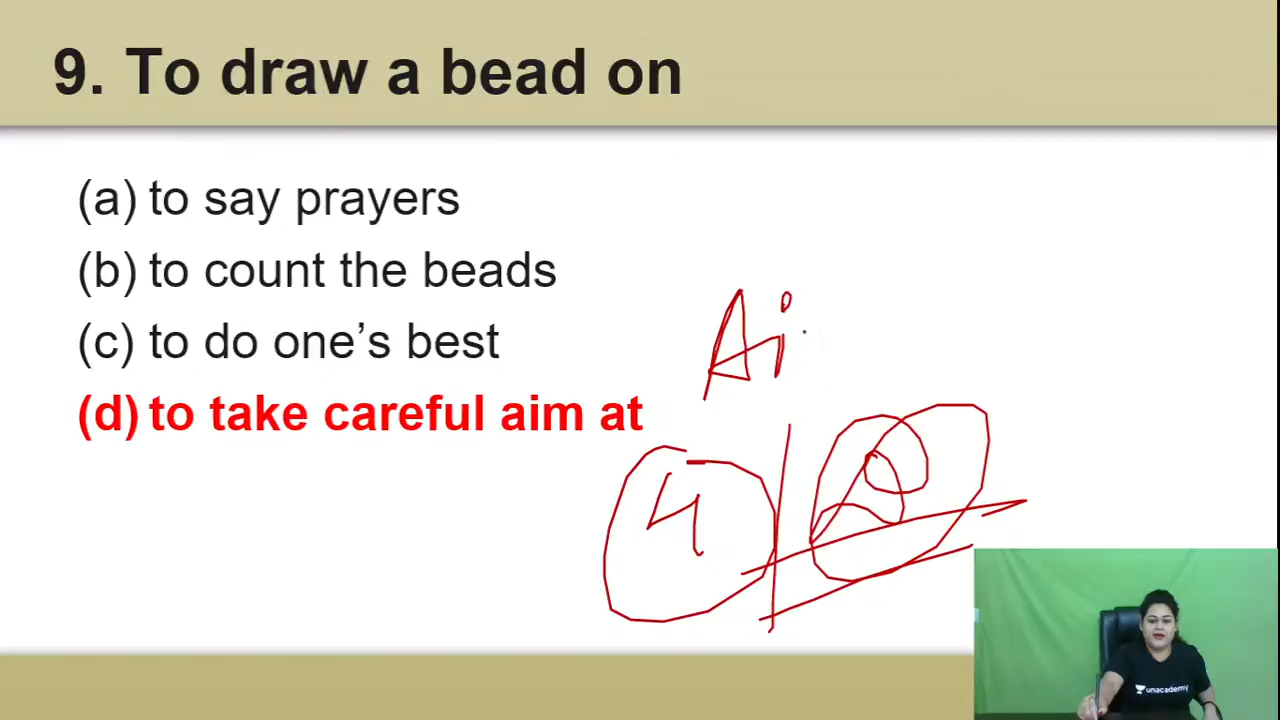 9. To draw a bead on
(a) to say prayers
(b) to count the beads
(c) to do one’s best
Ai
(d) to take careful aim at
4
unacademy